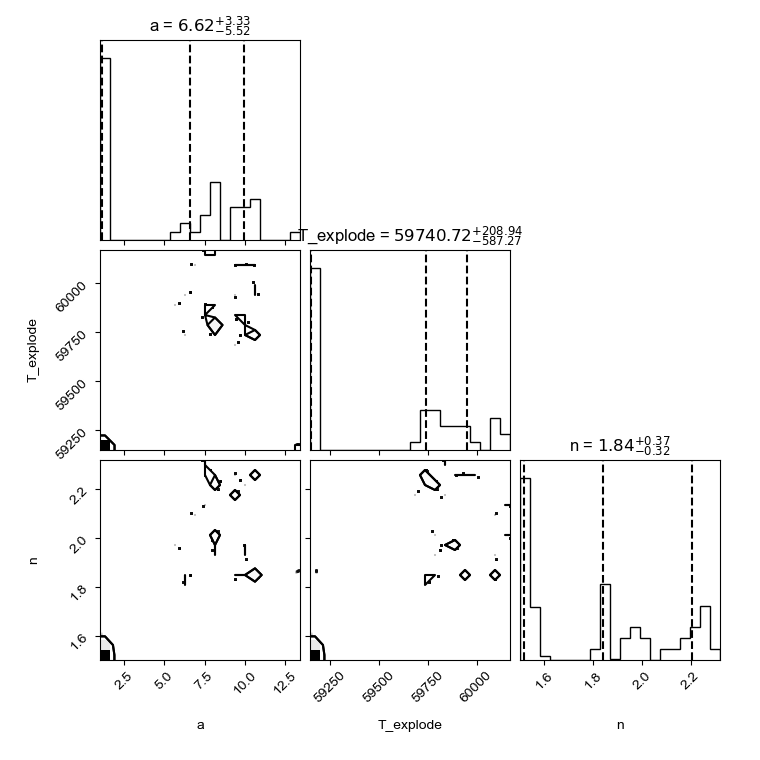 a = 6.62+3.33−5.52
T_explode = 59740.72+208.94−587.27
60000
59750
59500
59250
T_explode
n = 1.84+0.37−0.32
2.2
2.0
1.8
1.6
n
2.5
5.0
7.5
10.0
12.5
59250
59500
59750
60000
1.6
1.8
2.0
2.2
a
T_explode
n